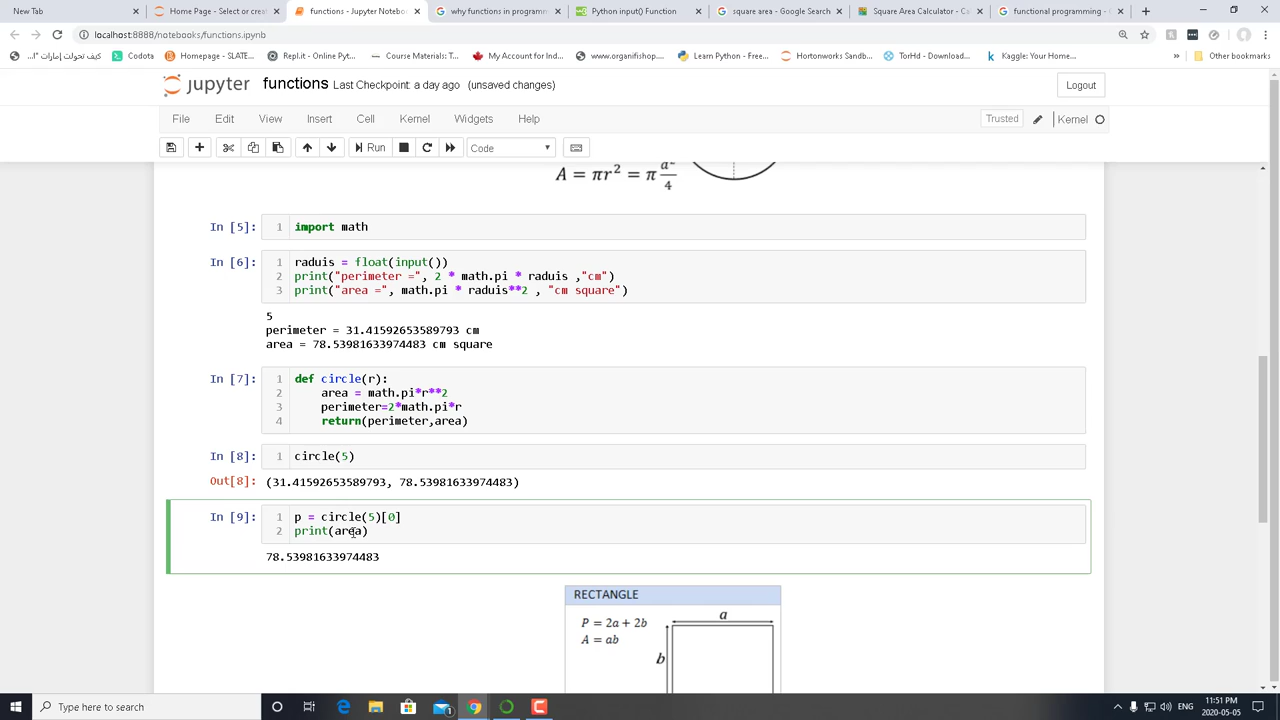 New Tab
Home Page - Select or creat
functions - Jupyter Notebook
why functions in programm
Python input() Function
square area - Google Search
Square Area Calculator - Ca
functional programming - G
localhost:8888/notebooks/functions.ipynb
Codota
Homepage - SLATE...
Repl.it - Online Pyt...
Course Materials: T...
My Account for Ind...
www.organifishop...
Learn Python - Free...
Hortonworks Sand...
TorHd - Download...
Kaggle: Your Home...
»
Other bookmarks
jupyter functions Last Checkpoint: a day ago (unsaved changes)
Logout
File Edit View Insert Cell Kernel Widgets Help
Trusted
Kernel
Run
Code
A = πr² = π a²/4
In [5]:
1 import math
In [6]:
1 raduis = float(input())
2 print("perimeter =", 2 * math.pi * raduis ,"cm")
3 print("area =", math.pi * raduis**2 , "cm square")
5
perimeter = 31.41592653589793 cm
area = 78.53981633974483 cm square
In [7]:
1 def circle(r):
2 area = math.pi*r**2
3 perimeter=2*math.pi*r
4 return(perimeter,area)
In [8]:
1 circle(5)
Out[8]:
(31.41592653589793, 78.53981633974483)
In [9]:
1 p = circle(5)[0]
2 print(area)
78.53981633974483
RECTANGLE
P = 2a + 2b
A = ab
a
b
Type here to search
ENG
11:51 PM
2020-05-05